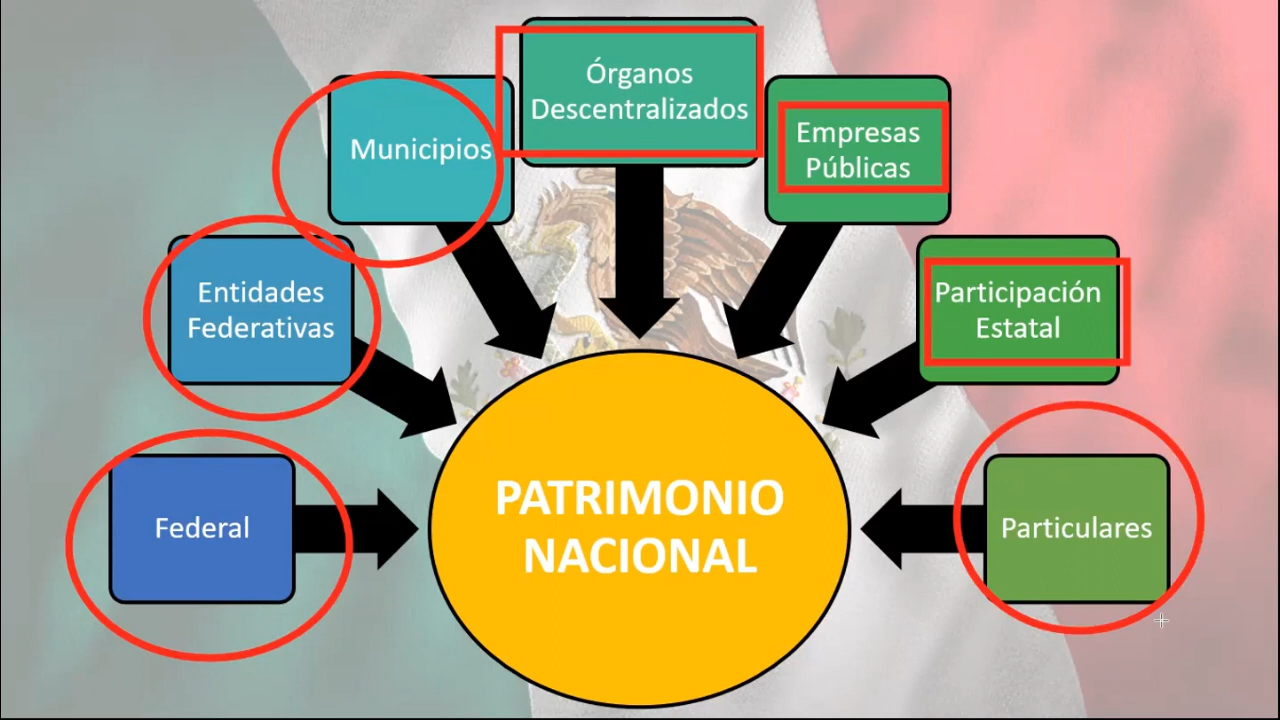 Órganos
Descentralizados
Municipios
Empresas
Públicas
Entidades
Federativas
Participación
Estatal
Federal
PATRIMONIO
NACIONAL
Particulares